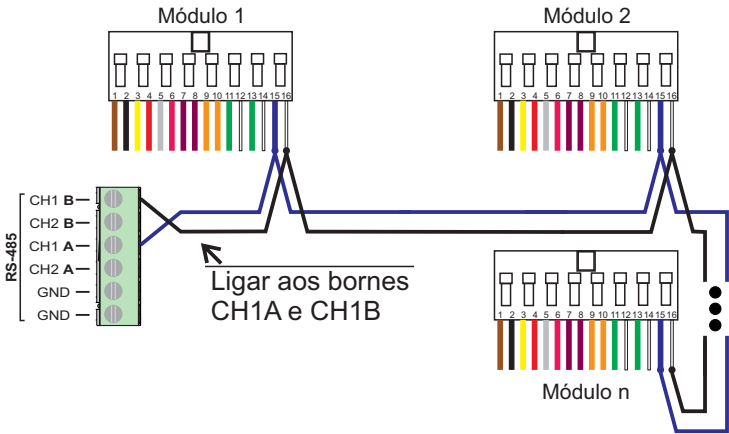 Módulo 1
Módulo 2
1 2 3 4 5 6 7 8 9 10 11 12 13 14 15 16
1 2 3 4 5 6 7 8 9 10 11 12 13 14 15 16
RS-485
CH1 B
CH2 B
CH1 A
CH2 A
GND
GND
Ligar aos bornes
CH1A e CH1B
1 2 3 4 5 6 7 8 9 10 11 12 13 14 15 16
Módulo n